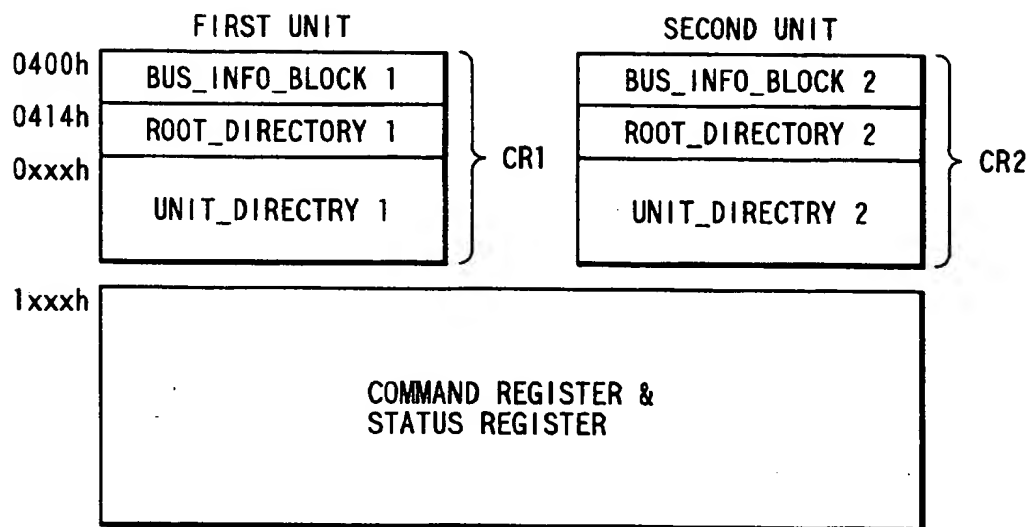 FIRST UNIT
SECOND UNIT
0400h
BUS_INFO_BLOCK 1
BUS_INFO_BLOCK 2
0414h
ROOT_DIRECTORY 1
CR1
ROOT_DIRECTORY 2
CR2
0xxxh
UNIT_DIRECTRY 1
UNIT_DIRECTRY 2
1xxxh
COMMAND REGISTER &
STATUS REGISTER